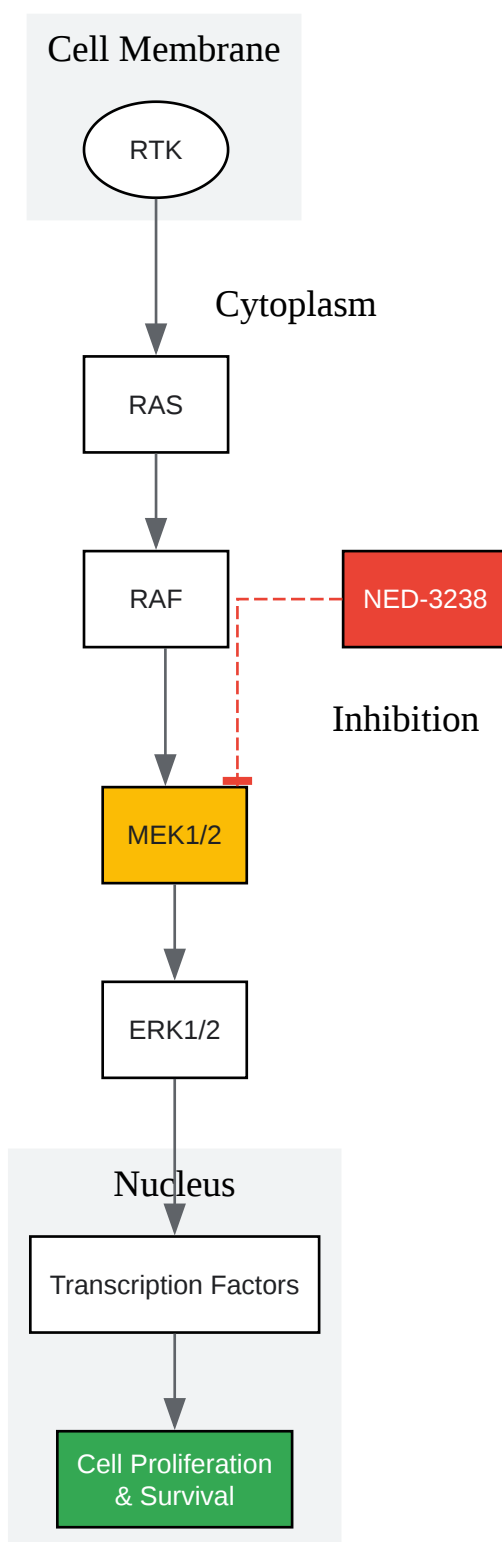 Cell Membrane
RTK
Cytoplasm
RAS
RAF
NED-3238
Inhibition
MEK1/2
ERK1/2
Nucleus
Transcription Factors
Cell Proliferation
& Survival